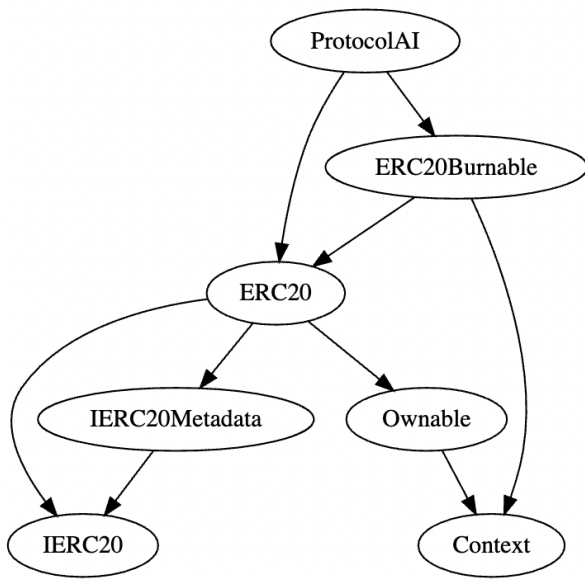 ProtocolAI
ERC20Burnable
ERC20
IERC20Metadata
Ownable
IERC20
Context